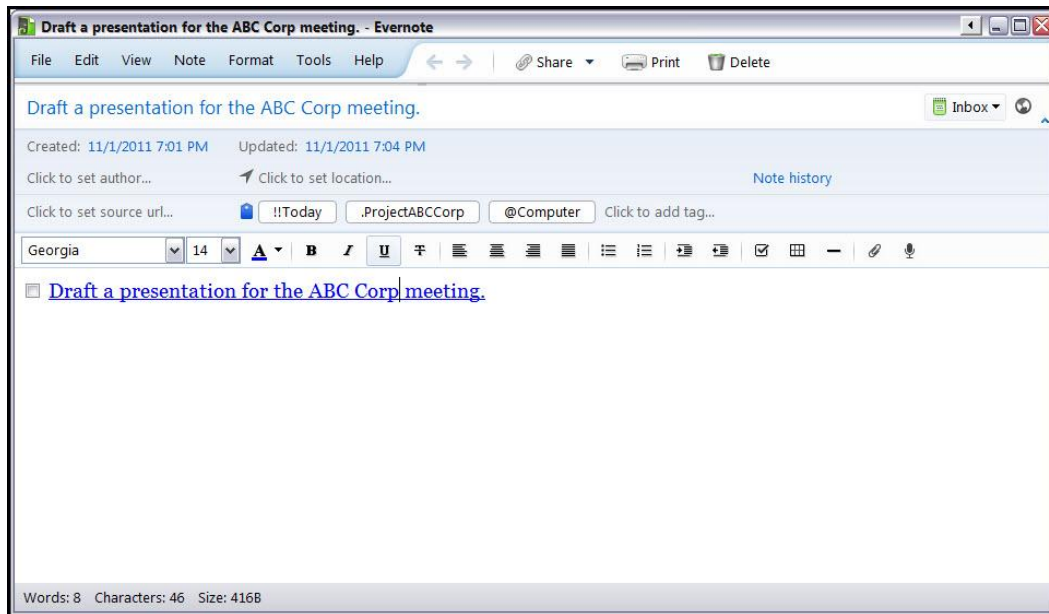 Draft a presentation for the ABC Corp meeting. - Evernote
File Edit View Note Format Tools Help Share Print Delete
Draft a presentation for the ABC Corp meeting. Inbox
Created: 11/1/2011 7:01 PM Updated: 11/1/2011 7:04 PM
Click to set author... Click to set location... Note history
Click to set source url... !!Today .ProjectABCCorp @Computer Click to add tag...
Georgia 14 A B I U T
Draft a presentation for the ABC Corp meeting.
Words: 8 Characters: 46 Size: 416B